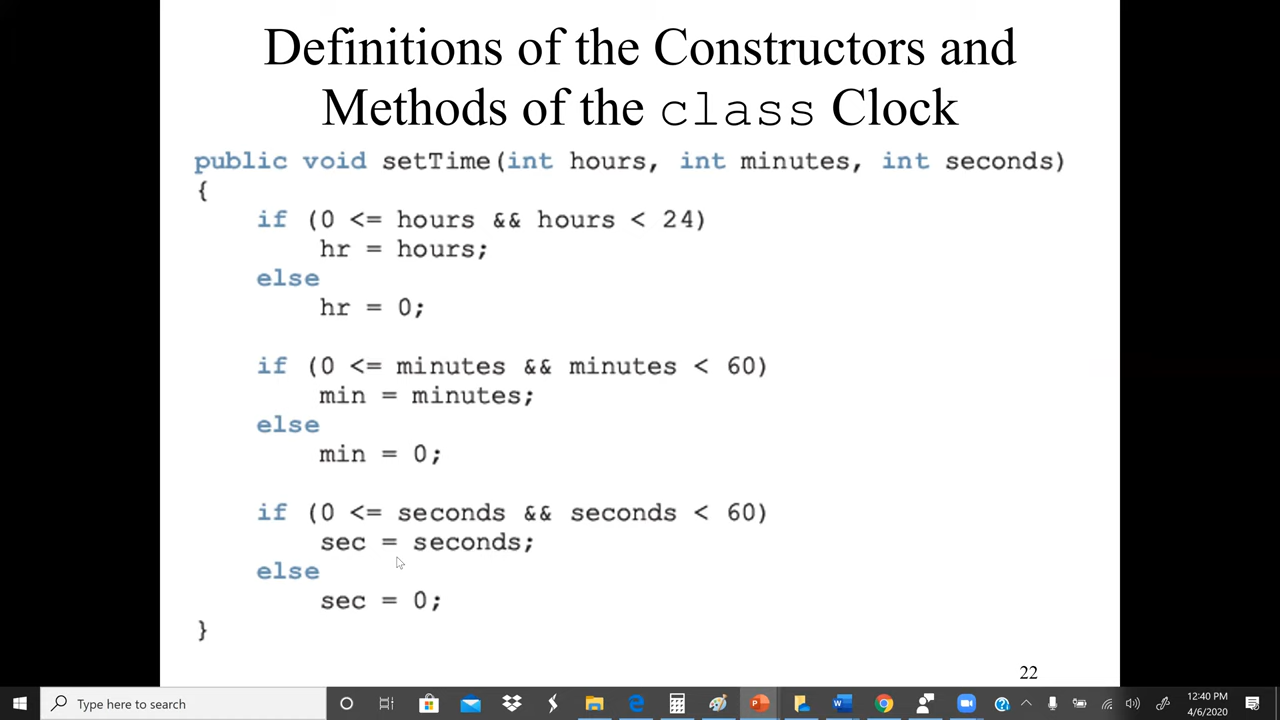 Definitions of the Constructors and
Methods of the class Clock
public void setTime(int hours, int minutes, int seconds)
{
if (0 <= hours && hours < 24)
hr = hours;
else
hr = 0;
if (0 <= minutes && minutes < 60)
min = minutes;
else
min = 0;
if (0 <= seconds && seconds < 60)
sec = seconds;
else
sec = 0;
}
22
Type here to search
12:40 PM
4/6/2020